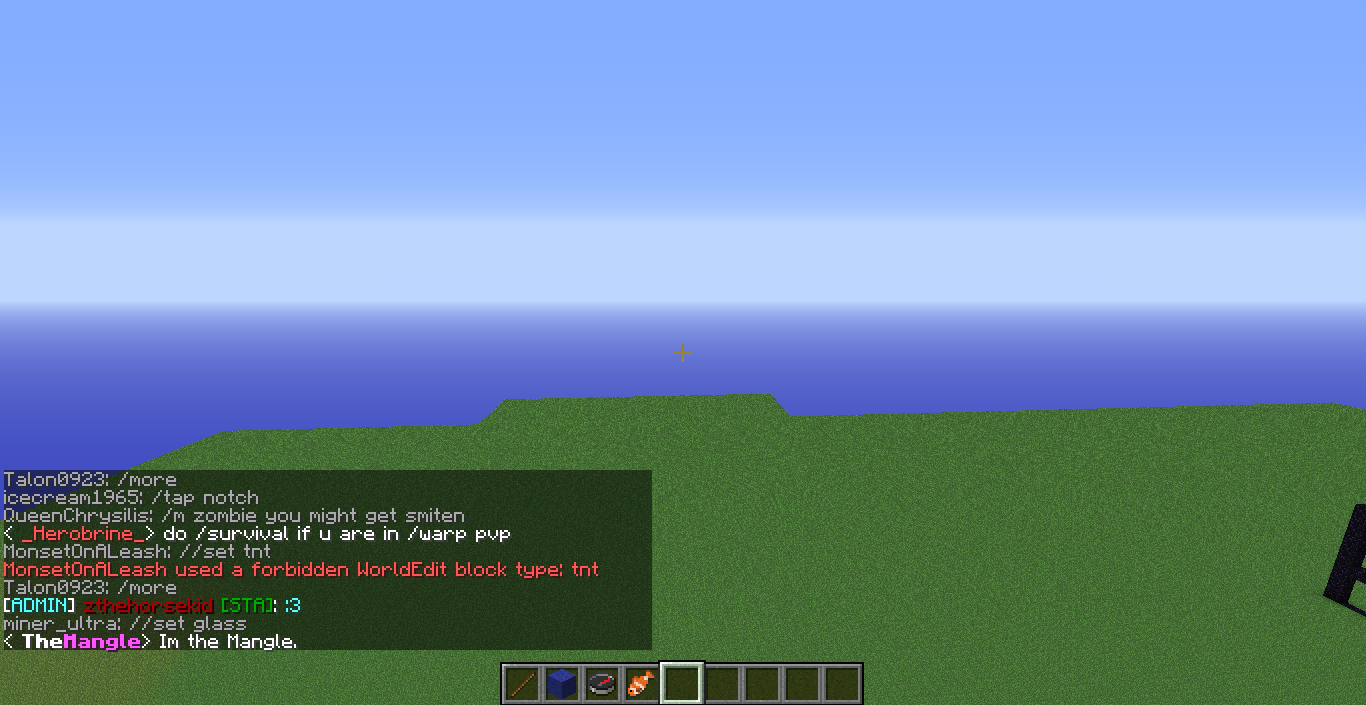 Talon0923: /more
icecream1965: /tap notch
QueenChrysilis: /m zombie you might get smiten
< _Herobrine_> do /survival if u are in /warp pvp
MonsetOnALeash: //set tnt
MonsetOnALeash used a forbidden WorldEdit block type: tnt
Talon0923: /more
[ADMIN] zthehorsekid [STA]: :3
miner_ultra: //set glass
< TheMangle> Im the Mangle.